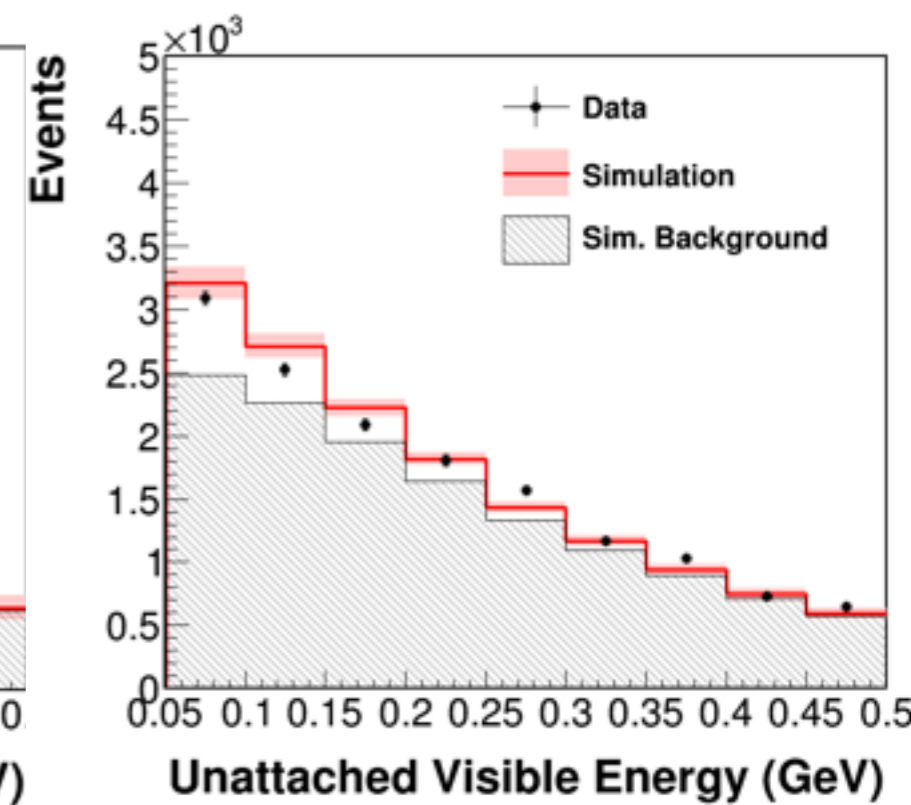 ×10³
Events
5
4.5
4
3.5
3
2.5
2
1.5
1
0.5
0
Data
Simulation
Sim. Background
0.05 0.1 0.15 0.2 0.25 0.3 0.35 0.4 0.45 0.5
Unattached Visible Energy (GeV)
0.
V)